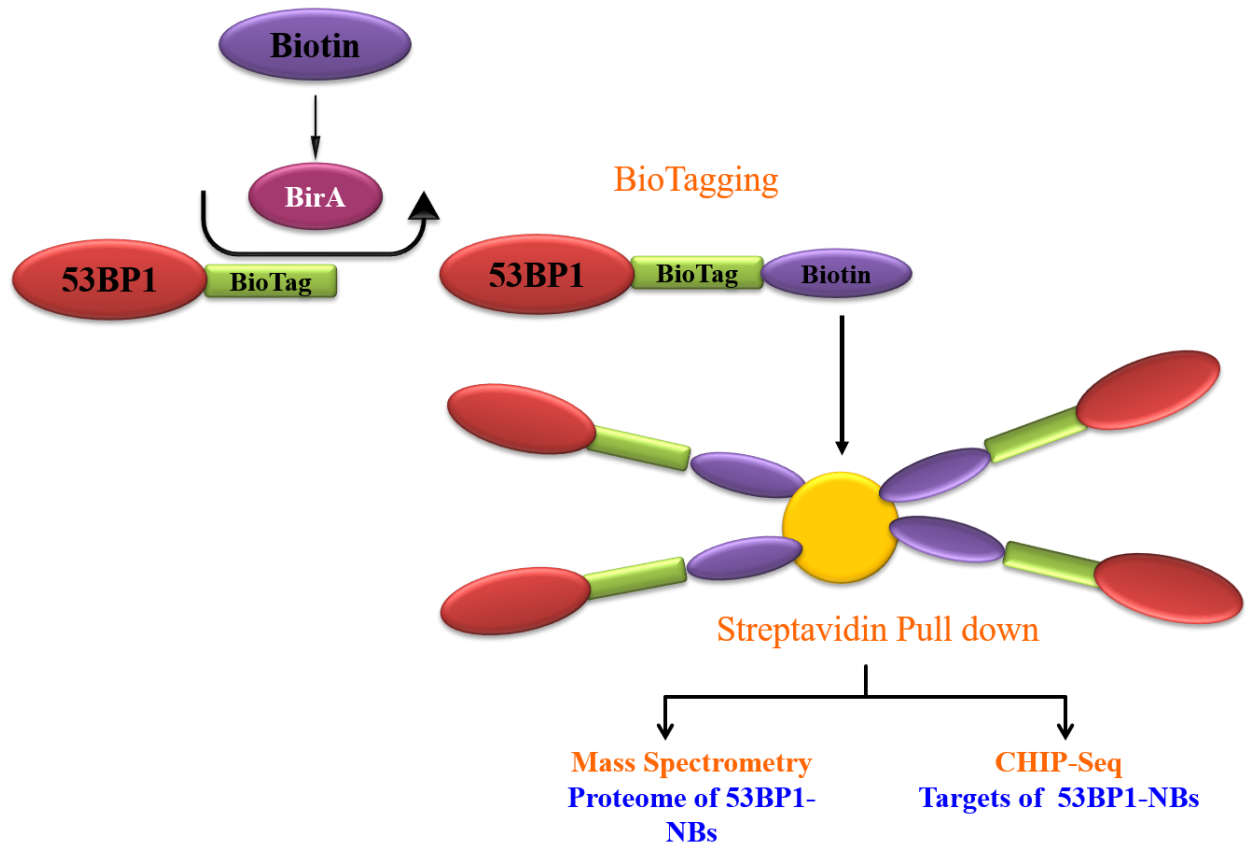 Biotin
BirA
BioTagging
53BP1
BioTag
53BP1
BioTag
Biotin
Streptavidin Pull down
Mass Spectrometry
Proteome of 53BP1-
NBs
CHIP-Seq
Targets of 53BP1-NBs